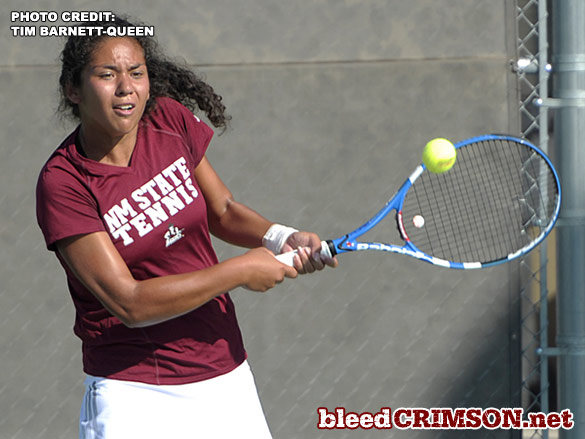 PHOTO CREDIT:
TIM BARNETT-QUEEN
NM STATE
TENNIS
bleedCRIMSON.net